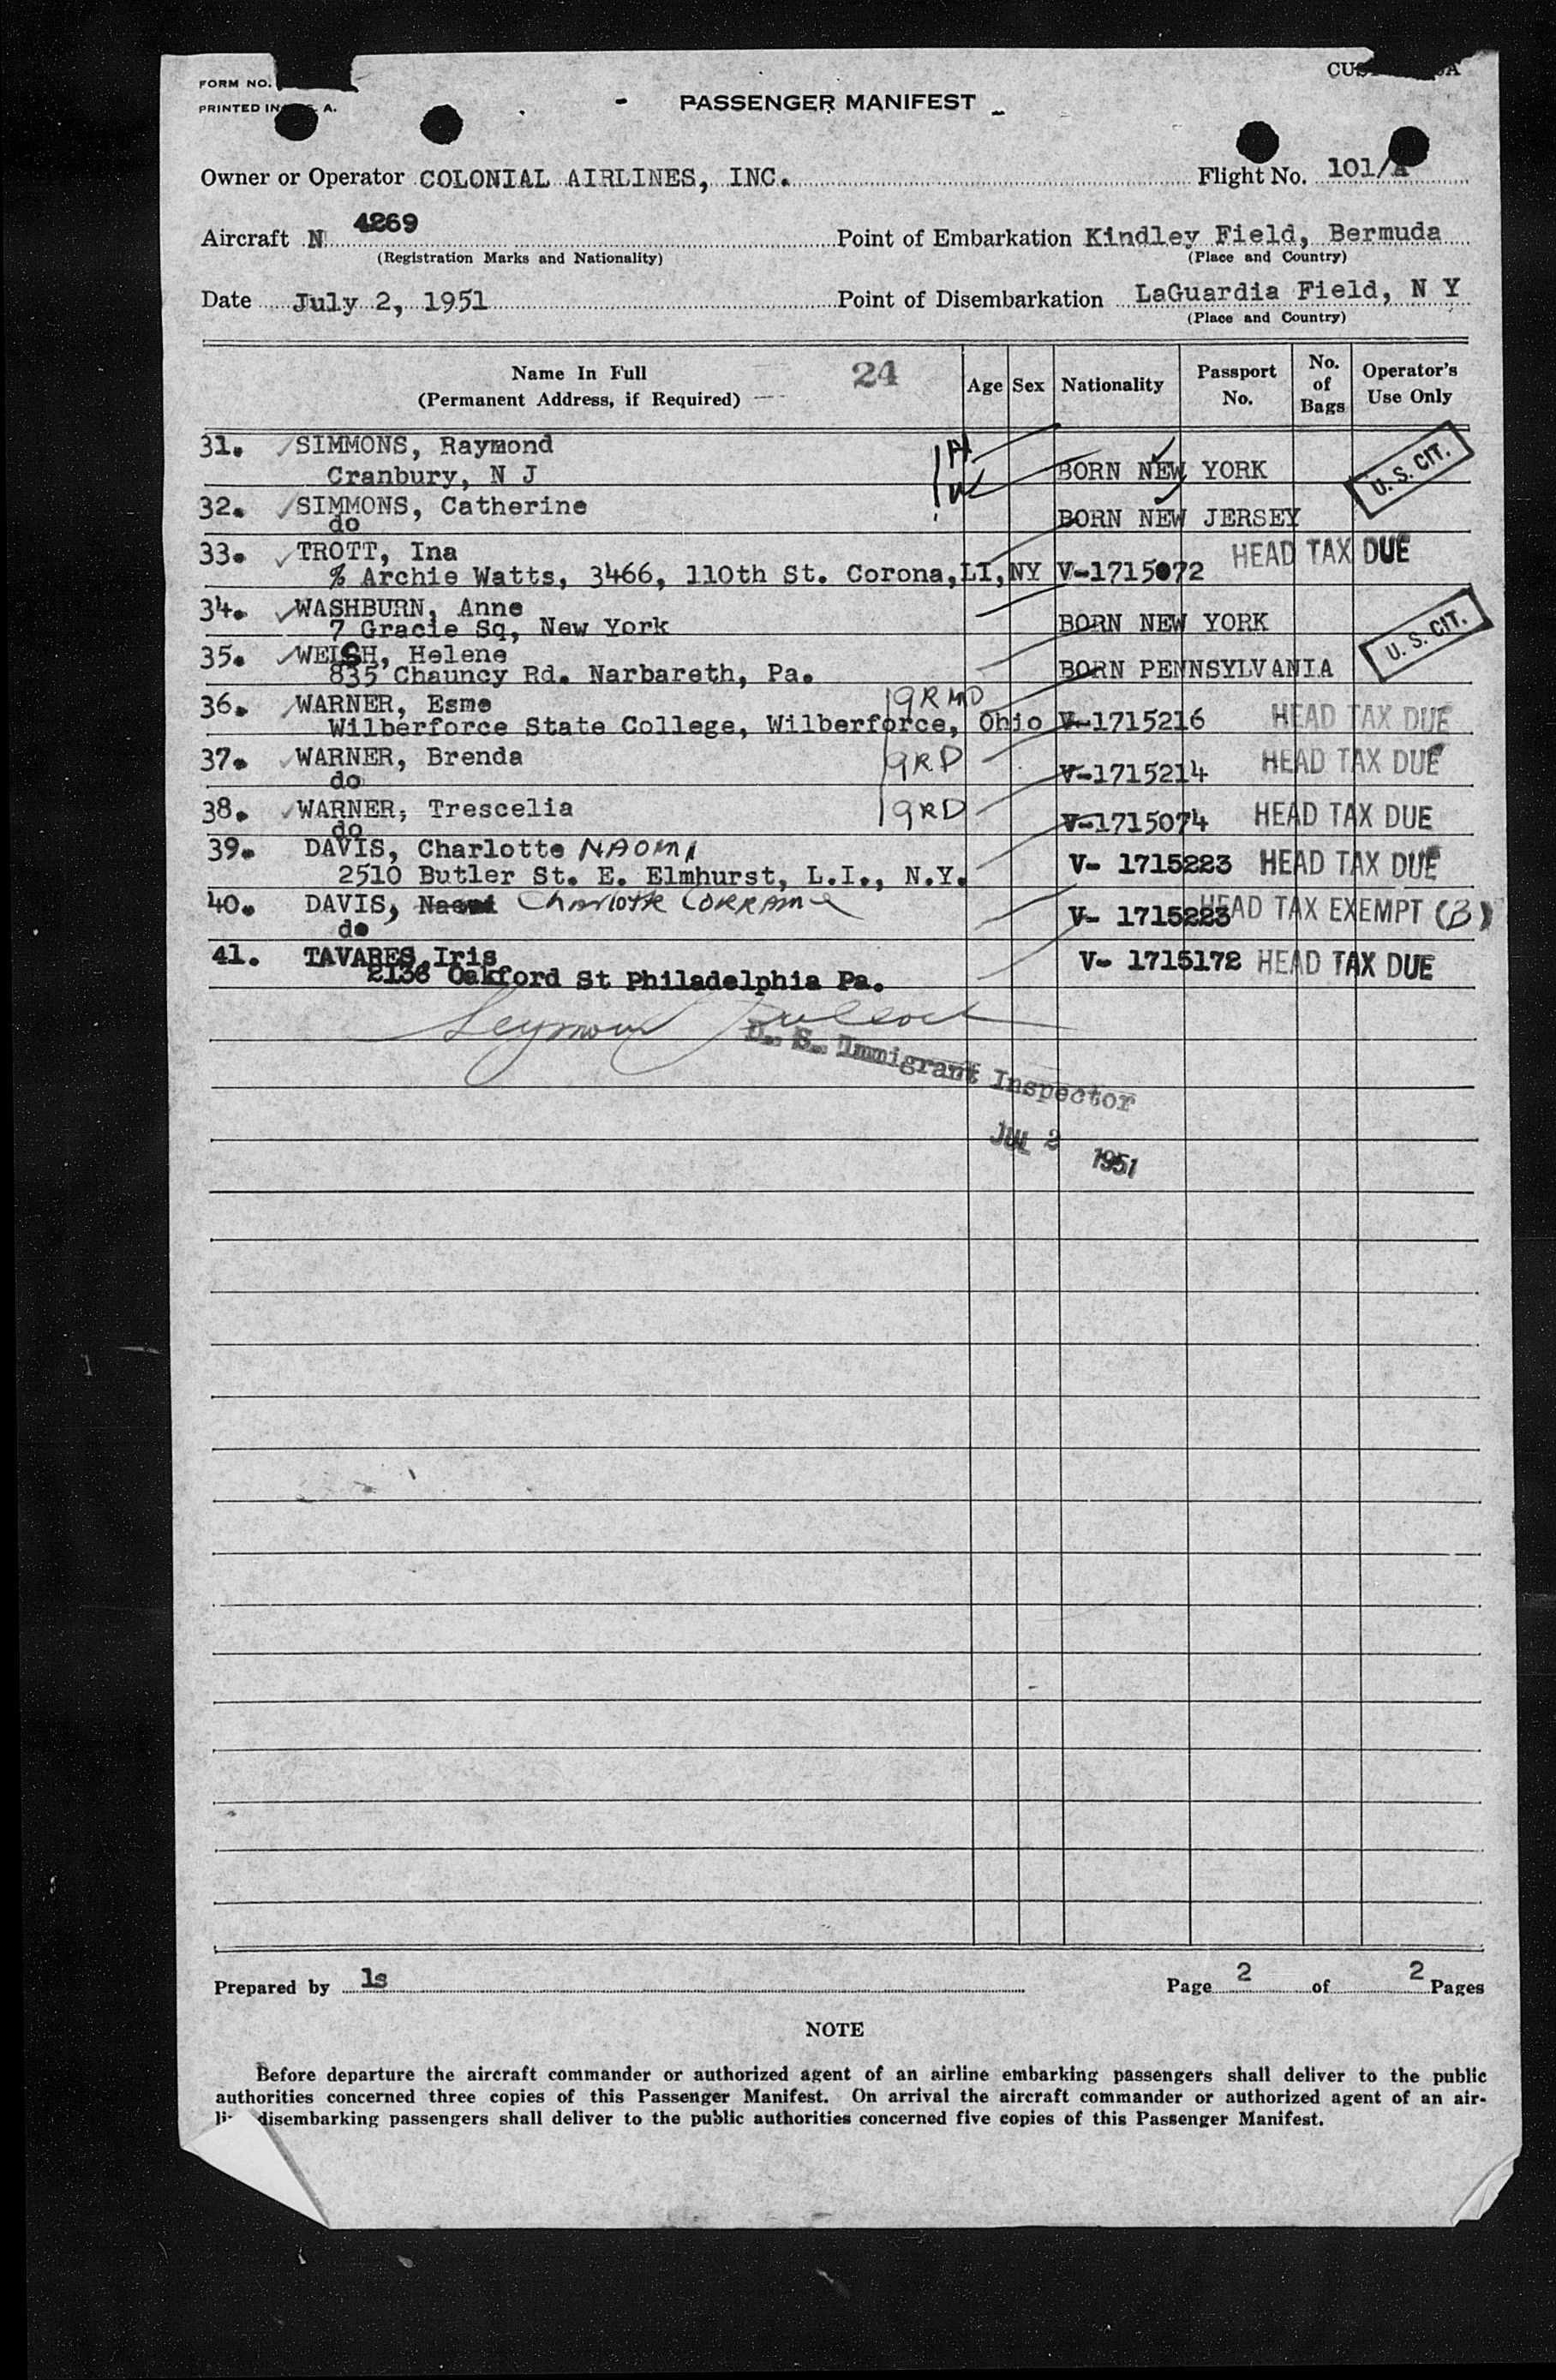 FORM NO.
PRINTED IN
A.
PASSENGER MANIFEST
Owner or Operator COLONIAL AIRLINES, INC. Flight No. 101/A
Aircraft N 4269 Point of Embarkation Kindley Field, Bermuda
(Registration Marks and Nationality) (Place and Country)
Date July 2, 1951 Point of Disembarkation LaGuardia Field, N Y
(Place and Country)
Name In Full 24 Age Sex Nationality Passport No. No. of Bags Operator's Use Only
(Permanent Address, if Required)
31. SIMMONS, Raymond
Cranbury, N J BORN NEW YORK U. S. CIT.
32. SIMMONS, Catherine
do BORN NEW JERSEY
33. TROTT, Ina HEAD TAX DUE
% Archie Watts, 3466, 110th St. Corona,LI,NY V-1715072
34. WASHBURN, Anne
7 Gracie Sq, New York BORN NEW YORK U. S. CIT.
35. WELSH, Helene
835 Chauncy Rd. Narbareth, Pa. BORN PENNSYLVANIA
36. WARNER, Esme
Wilberforce State College, Wilberforce, Ohio V-1715216 HEAD TAX DUE
37. WARNER, Brenda GRD HEAD TAX DUE
do V-1715214
38. WARNER, Trescelia GRD HEAD TAX DUE
do V-1715074
39. DAVIS, Charlotte NAOMI V- 1715223 HEAD TAX DUE
2510 Butler St. E. Elmhurst, L.I., N.Y.
40. DAVIS, Naomi Charlotte LORRAINE V- 1715223 HEAD TAX EXEMPT (B)
do
41. TAVARES,Iris V- 1715172 HEAD TAX DUE
2136 Oakford St Philadelphia Pa.
Seymour
U. S. Immigrant Inspector
JUL 2 1951
Prepared by ls Page 2 of 2 Pages
NOTE
Before departure the aircraft commander or authorized agent of an airline embarking passengers shall deliver to the public
authorities concerned three copies of this Passenger Manifest. On arrival the aircraft commander or authorized agent of an air-
disembarking passengers shall deliver to the public authorities concerned five copies of this Passenger Manifest.